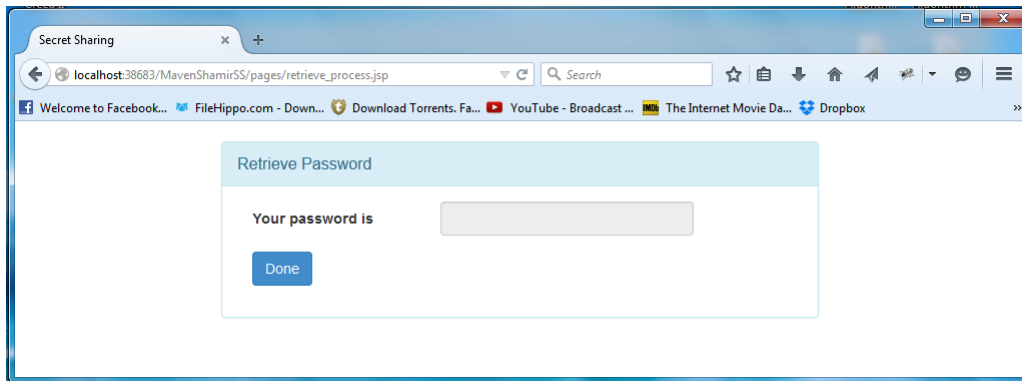 Secret Sharing
localhost:38683/MavenShamirSS/pages/retrieve_process.jsp
Search
Welcome to Facebook... FileHippo.com - Down... Download Torrents. Fa... YouTube - Broadcast ... IMDb The Internet Movie Da... Dropbox
Retrieve Password
Your password is
Done